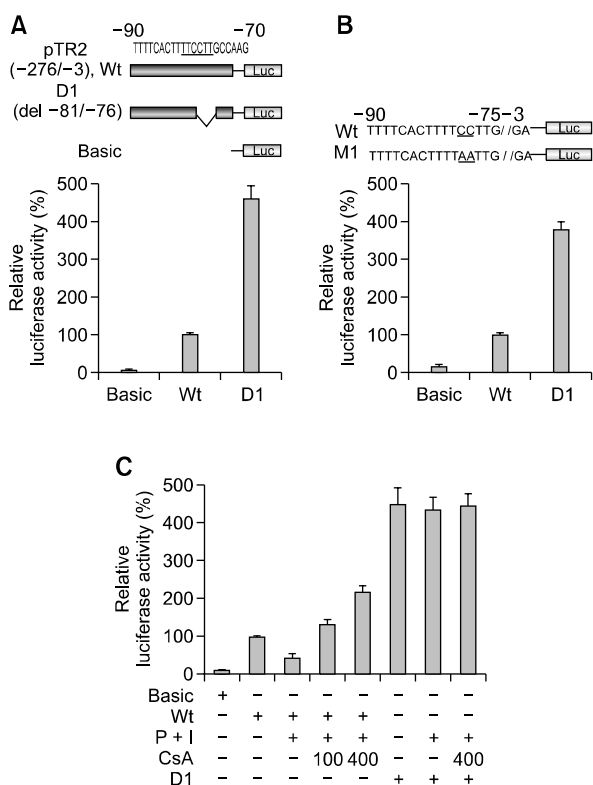 A
−90 −70
pTR2 TTTTCACTTTTCCTTGCCAAG
(−276/−3), Wt Luc
D1
(del −81/−76) Luc
Basic Luc
Relative
luciferase activity (%)
500
400
300
200
100
0
Basic Wt D1
B
−90 −75−3
Wt TTTTCACTTTTCCTTG//GA Luc
M1 TTTTCACTTTTAATTG//GA Luc
Relative
luciferase activity (%)
500
400
300
200
100
0
Basic Wt D1
C
Relative
luciferase activity (%)
500
400
300
200
100
0
Basic + − − − − − − −
Wt − + + + + − − −
P + I − − + + + − + +
CsA − − − 100 400 − − 400
D1 − − − − − + + +